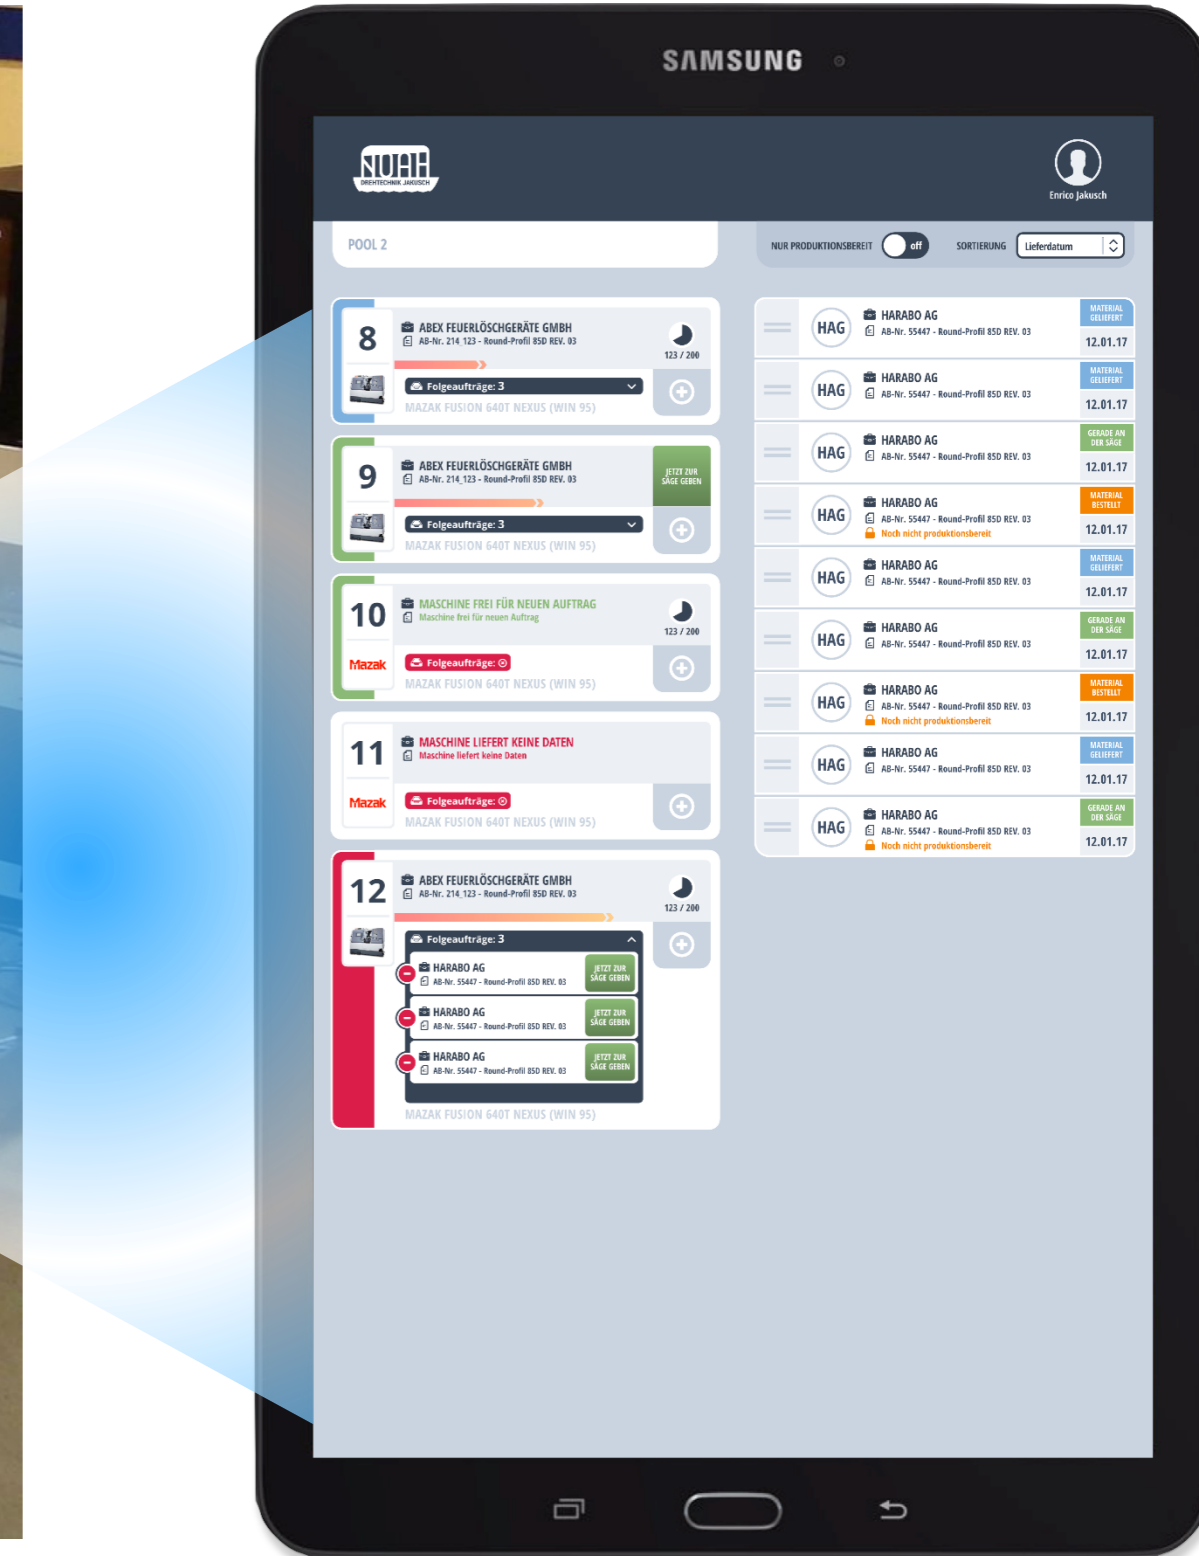 SAMSUNG
NOAH
DREHTECHNIK JAKUSCH
Enrico Jakusch
POOL 2
NUR PRODUKTIONSBEREIT
off
SORTIERUNG
Lieferdatum
8
ABEX FEUERLÖSCHGERÄTE GMBH
AB-Nr. 214_123 - Round-Profil 85D REV. 03
123 / 200
Folgeaufträge: 3
MAZAK FUSION 640T NEXUS (WIN 95)
9
ABEX FEUERLÖSCHGERÄTE GMBH
AB-Nr. 214_123 - Round-Profil 85D REV. 03
JETZT ZUR
SÄGE GEBEN
Folgeaufträge: 3
MAZAK FUSION 640T NEXUS (WIN 95)
10
MASCHINE FREI FÜR NEUEN AUFTRAG
Maschine frei für neuen Auftrag
123 / 200
Mazak
Folgeaufträge:
MAZAK FUSION 640T NEXUS (WIN 95)
11
MASCHINE LIEFERT KEINE DATEN
Maschine liefert keine Daten
Mazak
Folgeaufträge:
MAZAK FUSION 640T NEXUS (WIN 95)
12
ABEX FEUERLÖSCHGERÄTE GMBH
AB-Nr. 214_123 - Round-Profil 85D REV. 03
123 / 200
Folgeaufträge: 3
HARABO AG
AB-Nr. 55447 - Round-Profil 85D REV. 03
JETZT ZUR
SÄGE GEBEN
HARABO AG
AB-Nr. 55447 - Round-Profil 85D REV. 03
JETZT ZUR
SÄGE GEBEN
HARABO AG
AB-Nr. 55447 - Round-Profil 85D REV. 03
JETZT ZUR
SÄGE GEBEN
MAZAK FUSION 640T NEXUS (WIN 95)
HAG
HARABO AG
AB-Nr. 55447 - Round-Profil 85D REV. 03
MATERIAL
GELIEFERT
12.01.17
HAG
HARABO AG
AB-Nr. 55447 - Round-Profil 85D REV. 03
MATERIAL
GELIEFERT
12.01.17
HAG
HARABO AG
AB-Nr. 55447 - Round-Profil 85D REV. 03
GERADE AN
DER SÄGE
12.01.17
HAG
HARABO AG
AB-Nr. 55447 - Round-Profil 85D REV. 03
Noch nicht produktionsbereit
MATERIAL
BESTELLT
12.01.17
HAG
HARABO AG
AB-Nr. 55447 - Round-Profil 85D REV. 03
MATERIAL
GELIEFERT
12.01.17
HAG
HARABO AG
AB-Nr. 55447 - Round-Profil 85D REV. 03
GERADE AN
DER SÄGE
12.01.17
HAG
HARABO AG
AB-Nr. 55447 - Round-Profil 85D REV. 03
Noch nicht produktionsbereit
MATERIAL
BESTELLT
12.01.17
HAG
HARABO AG
AB-Nr. 55447 - Round-Profil 85D REV. 03
MATERIAL
GELIEFERT
12.01.17
HAG
HARABO AG
AB-Nr. 55447 - Round-Profil 85D REV. 03
Noch nicht produktionsbereit
GERADE AN
DER SÄGE
12.01.17